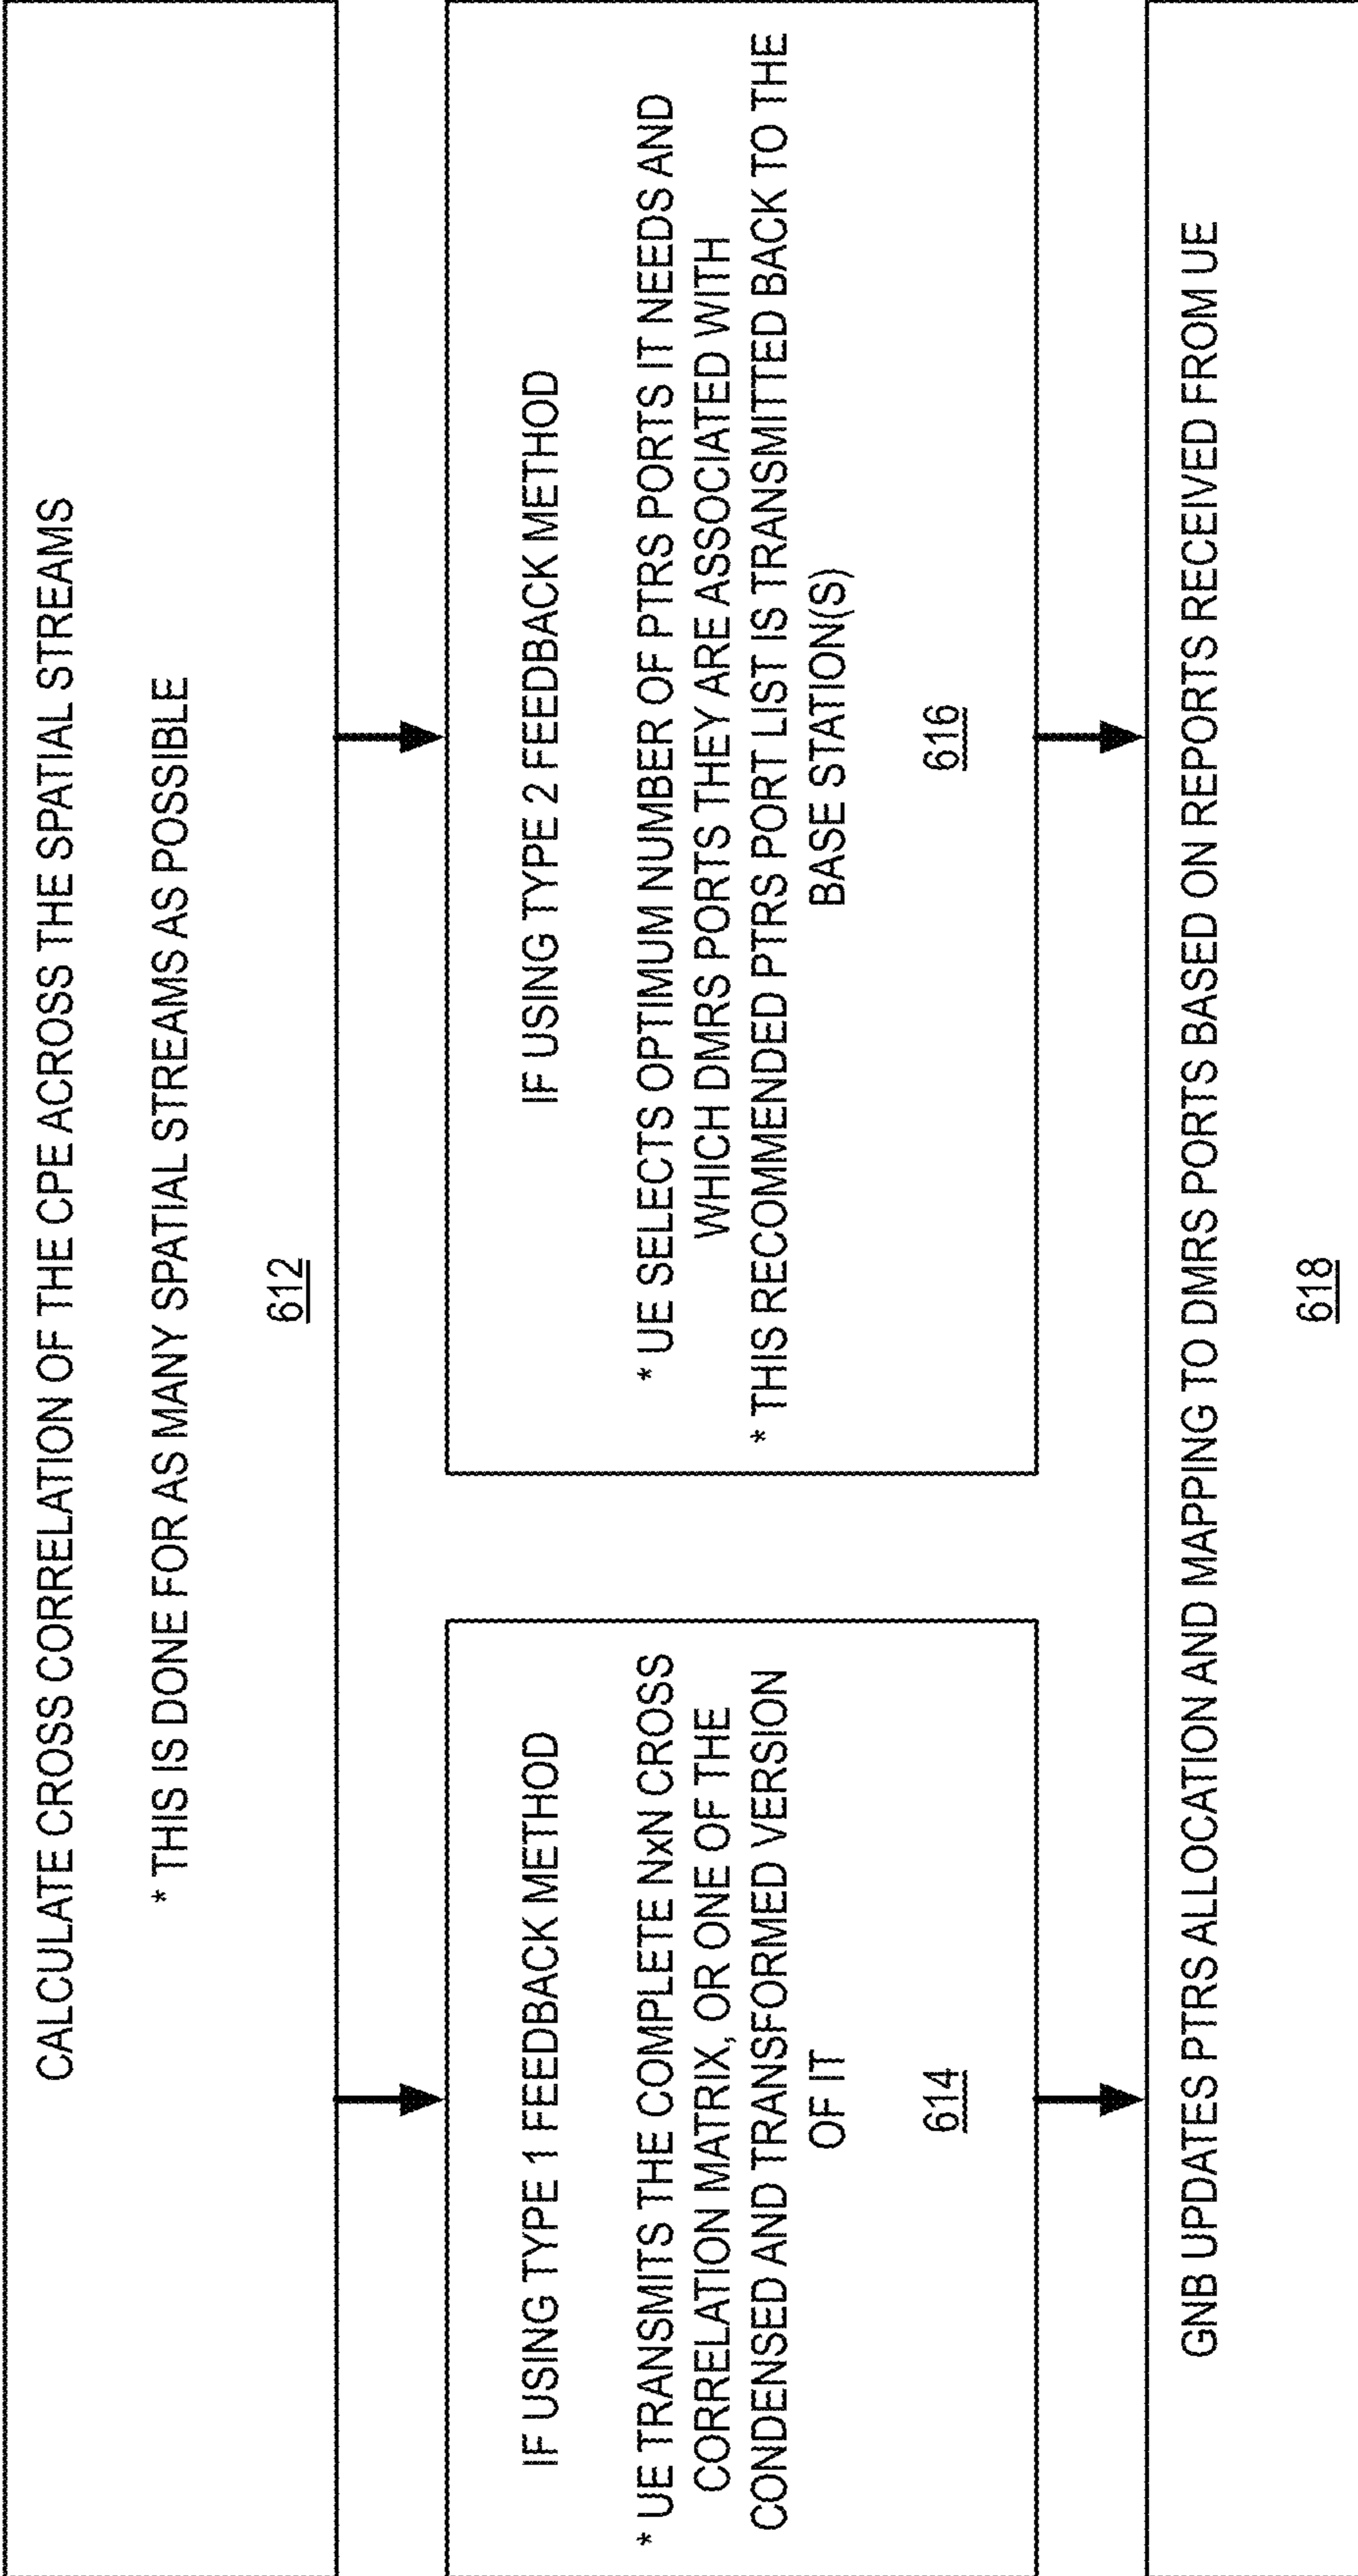 CALCULATE CROSS CORRELATION OF THE CPE ACROSS THE SPATIAL STREAMS
* THIS IS DONE FOR AS MANY SPATIAL STREAMS AS POSSIBLE
612
IF USING TYPE 1 FEEDBACK METHOD
* UE TRANSMITS THE COMPLETE NxN CROSS
CORRELATION MATRIX, OR ONE OF THE
CONDENSED AND TRANSFORMED VERSION
OF IT
614
IF USING TYPE 2 FEEDBACK METHOD
* UE SELECTS OPTIMUM NUMBER OF PTRS PORTS IT NEEDS AND
WHICH DMRS PORTS THEY ARE ASSOCIATED WITH
* THIS RECOMMENDED PTRS PORT LIST IS TRANSMITTED BACK TO THE
BASE STATION(S)
616
GNB UPDATES PTRS ALLOCATION AND MAPPING TO DMRS PORTS BASED ON REPORTS RECEIVED FROM UE
618